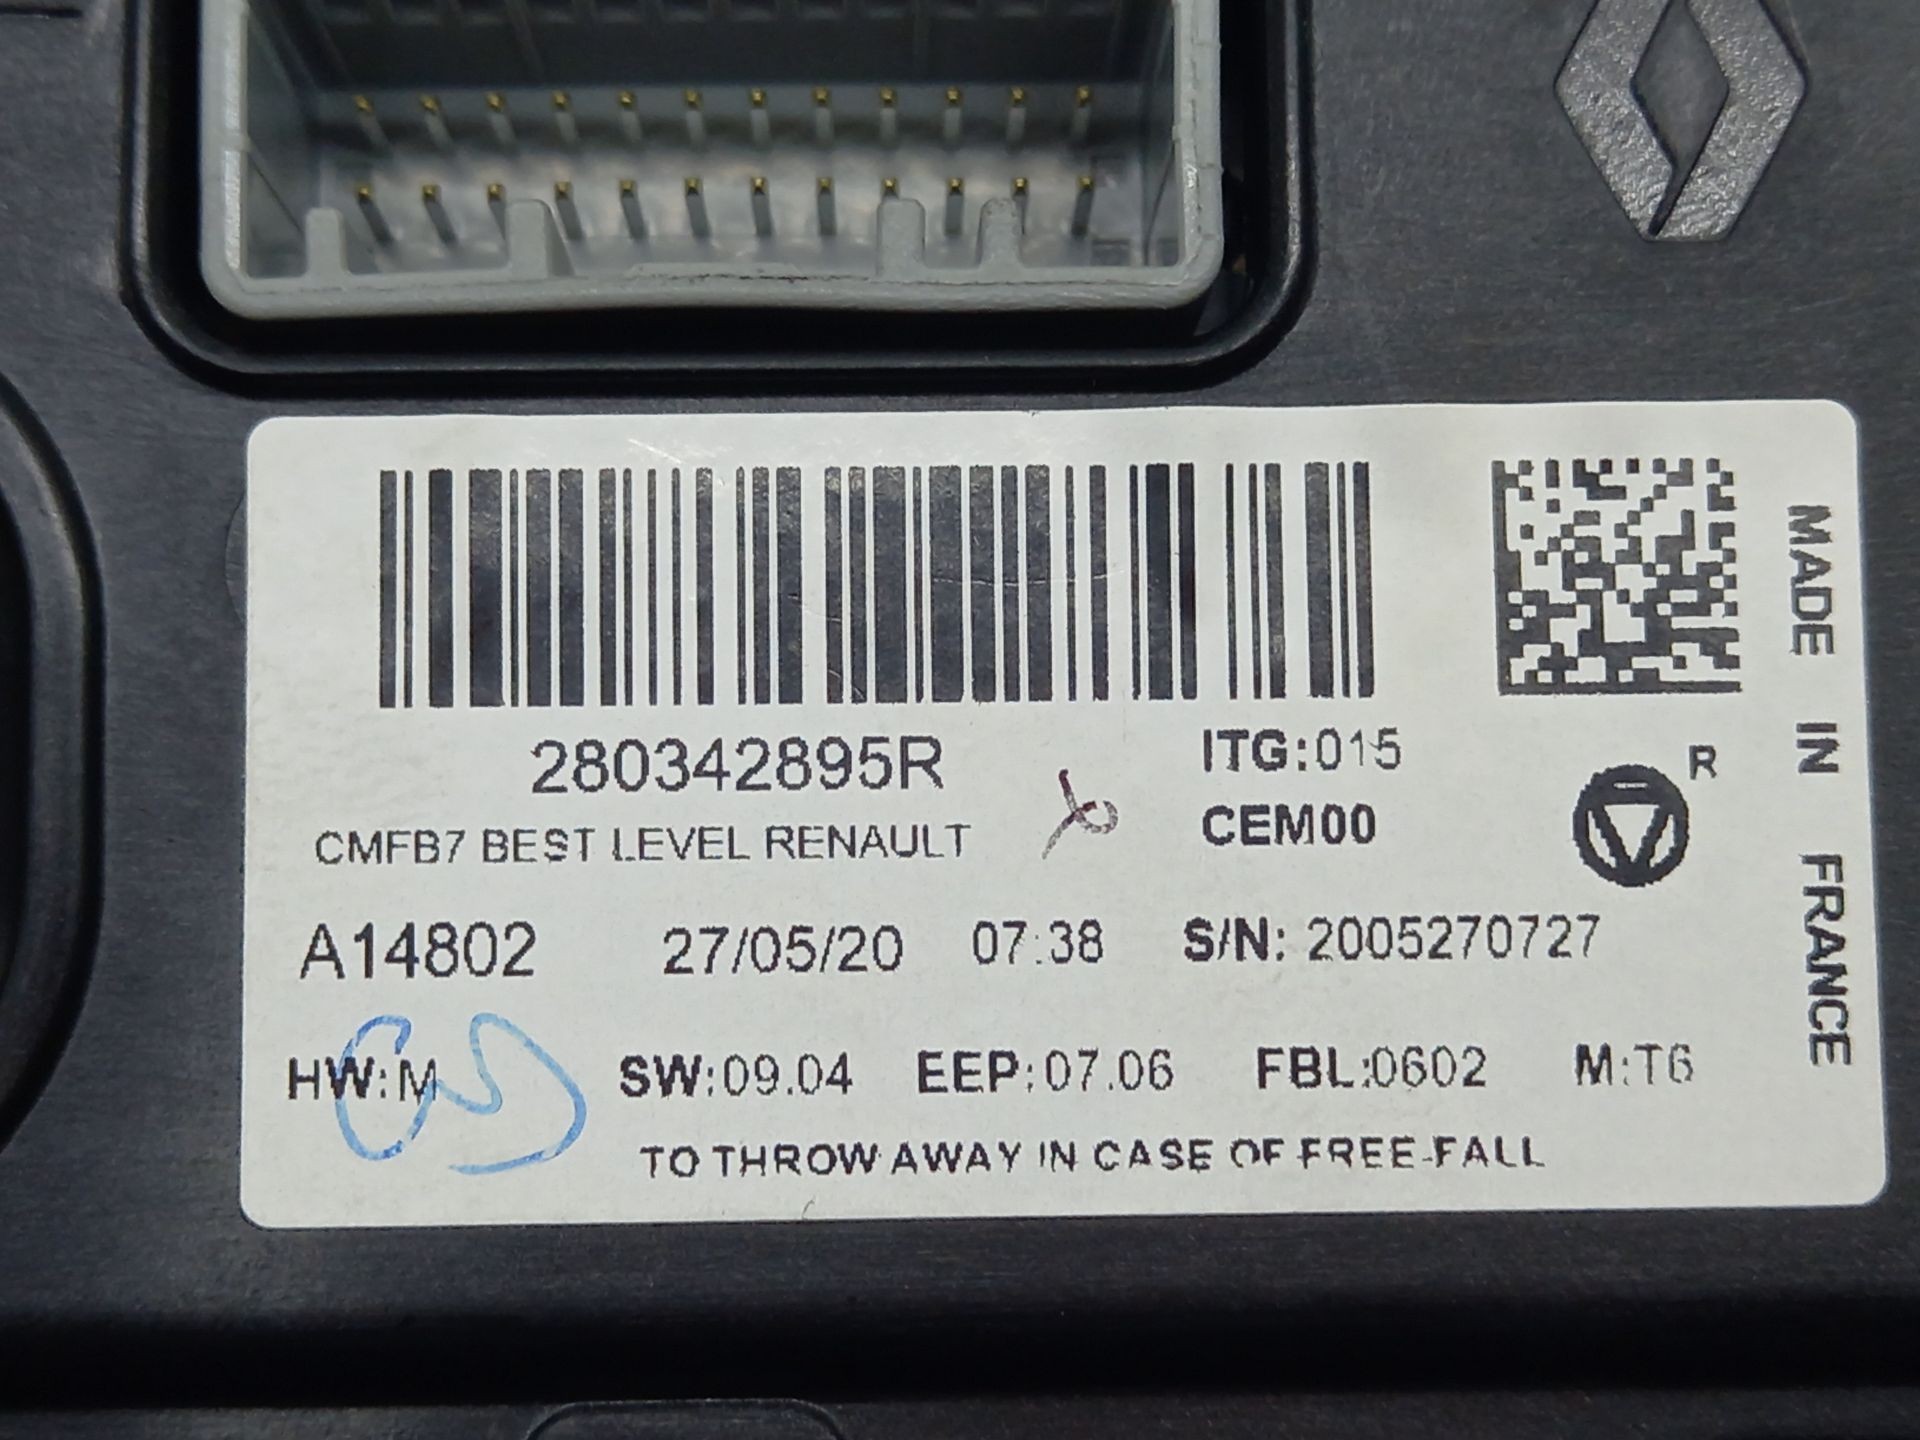 280342895R
ITG:015
CMFB7 BEST LEVEL RENAULT
CEM00
R
A14802 27/05/20 07:38 S/N: 2005270727
HW:M SW:09.04 EEP:07.06 FBL:0602 M:T6
TO THROW AWAY IN CASE OF FREE-FALL
MADE IN FRANCE